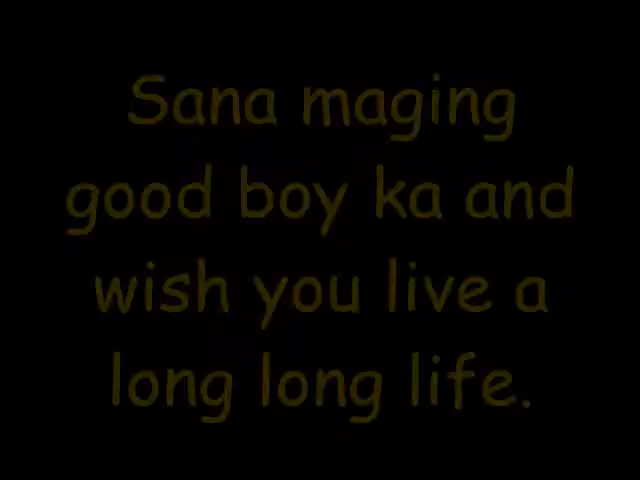 Sana maging
good boy ka and
wish you live a
long long life.